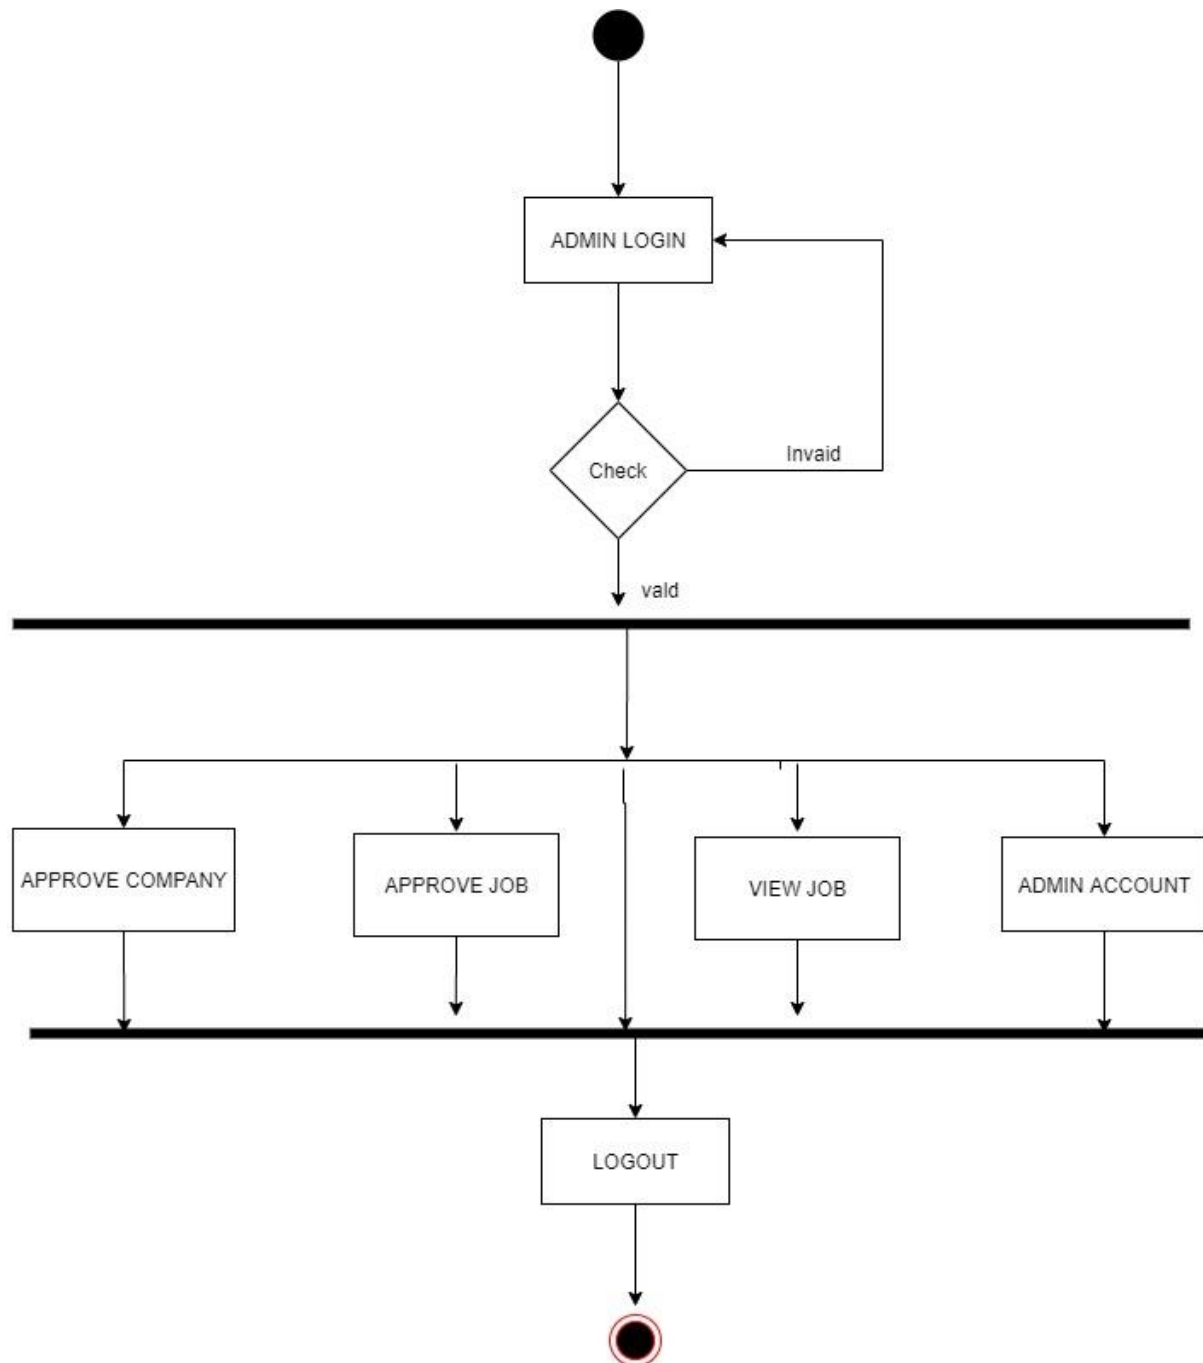 ADMIN LOGIN
Check
Invaid
vald
APPROVE COMPANY
APPROVE JOB
VIEW JOB
ADMIN ACCOUNT
LOGOUT